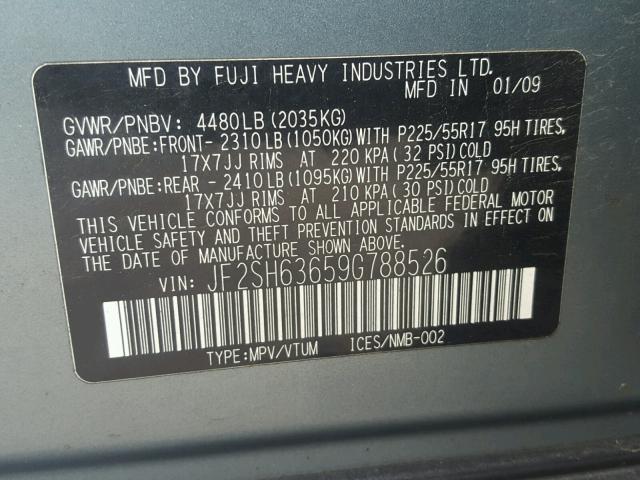 MFD BY FUJI HEAVY INDUSTRIES LTD.
MFD IN 01/09
GVWR/PNBV: 4480LB (2035KG)
GAWR/PNBE:FRONT- 2310 LB (1050KG) WITH P225/55R17 95H TIRES,
17X7JJ RIMS AT 220 KPA ( 32 PSI) COLD
GAWR/PNBE:REAR - 2410 LB (1095KG) WITH P225/55R17 95H TIRES,
17X7JJ RIMS AT 210 KPA ( 30 PSI) COLD
THIS VEHICLE CONFORMS TO ALL APPLICABLE FEDERAL MOTOR
VEHICLE SAFETY AND THEFT PREVENTION STANDARDS IN EFFECT ON
THE DATE OF MANUFACTURE SHOWN ABOVE.
VIN: JF2SH63659G788526
TYPE:MPV/VTUM ICES/NMB-002